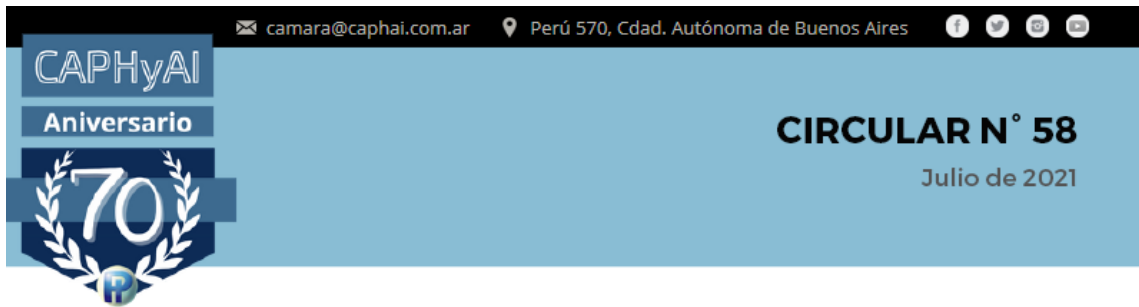 camara@caphai.com.ar Perú 570, Cdad. Autónoma de Buenos Aires
CAPHyAI
Aniversario
70
CIRCULAR N° 58
Julio de 2021